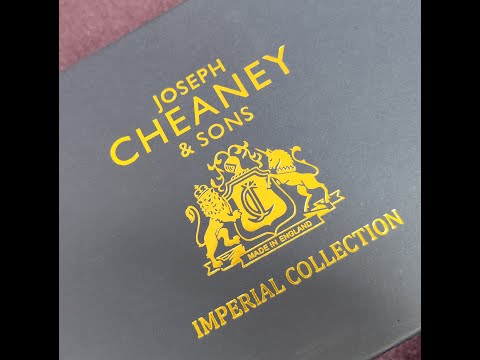 JOSEPH
CHEANEY
& SONS
MADE IN ENGLAND
IMPERIAL COLLECTION